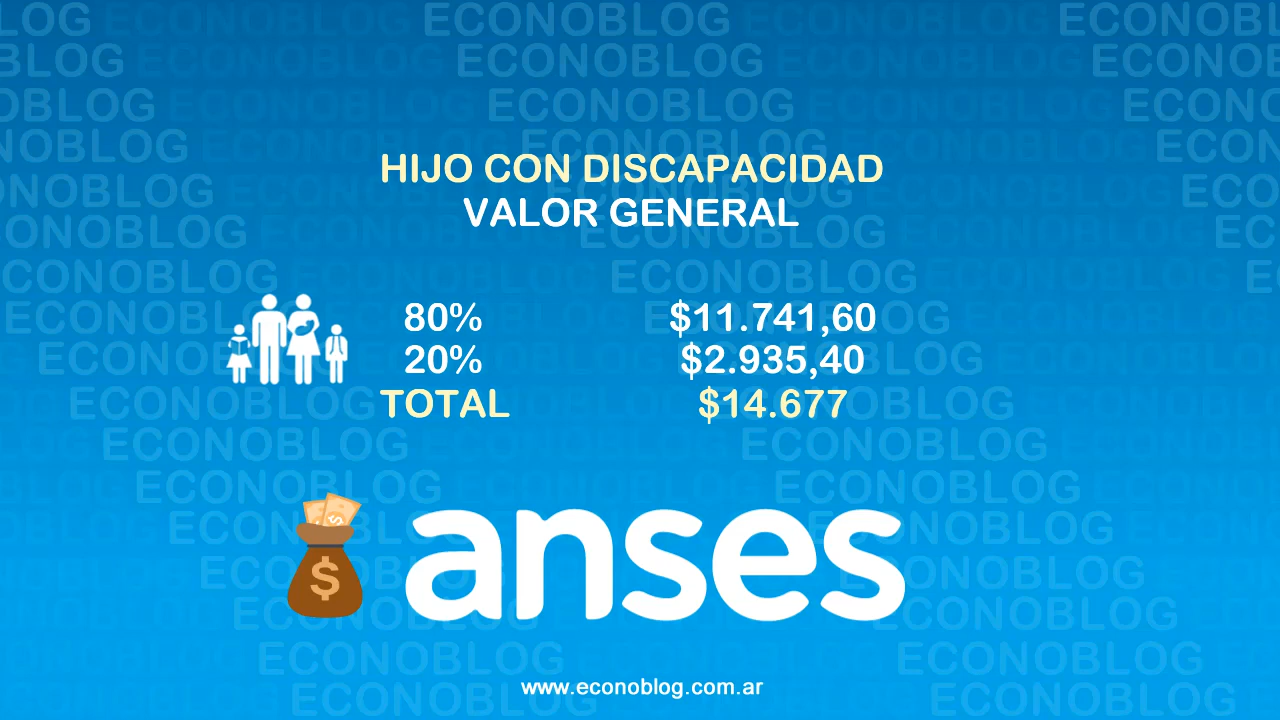 HIJO CON DISCAPACIDAD
VALOR GENERAL
80% $11.741,60
20% $2.935,40
TOTAL $14.677
$
anses
www.econoblog.com.ar
ECONOBLOG